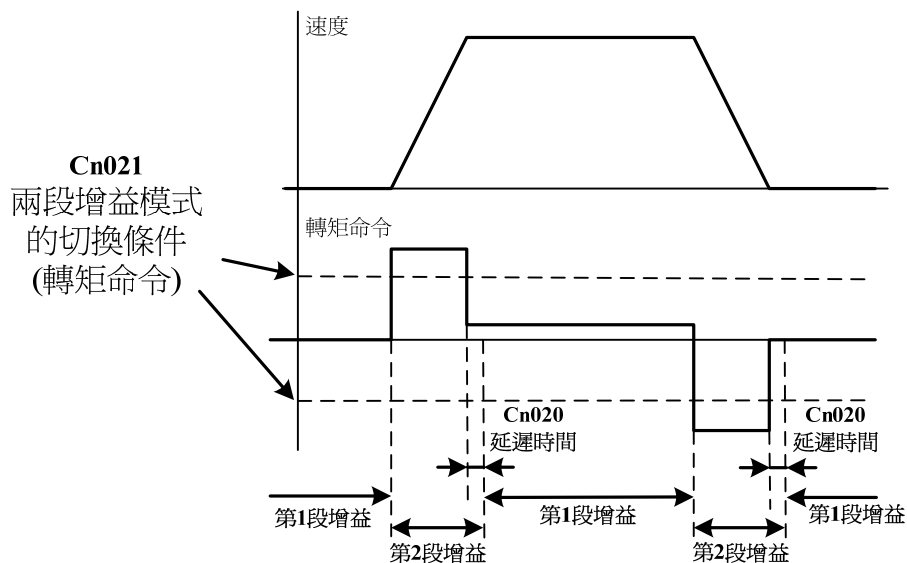 速度
Cn021
兩段增益模式
的切換條件
(轉矩命令)
轉矩命令
Cn020
延遲時間
Cn020
延遲時間
第1段增益
第1段增益
第1段增益
第2段增益
第2段增益